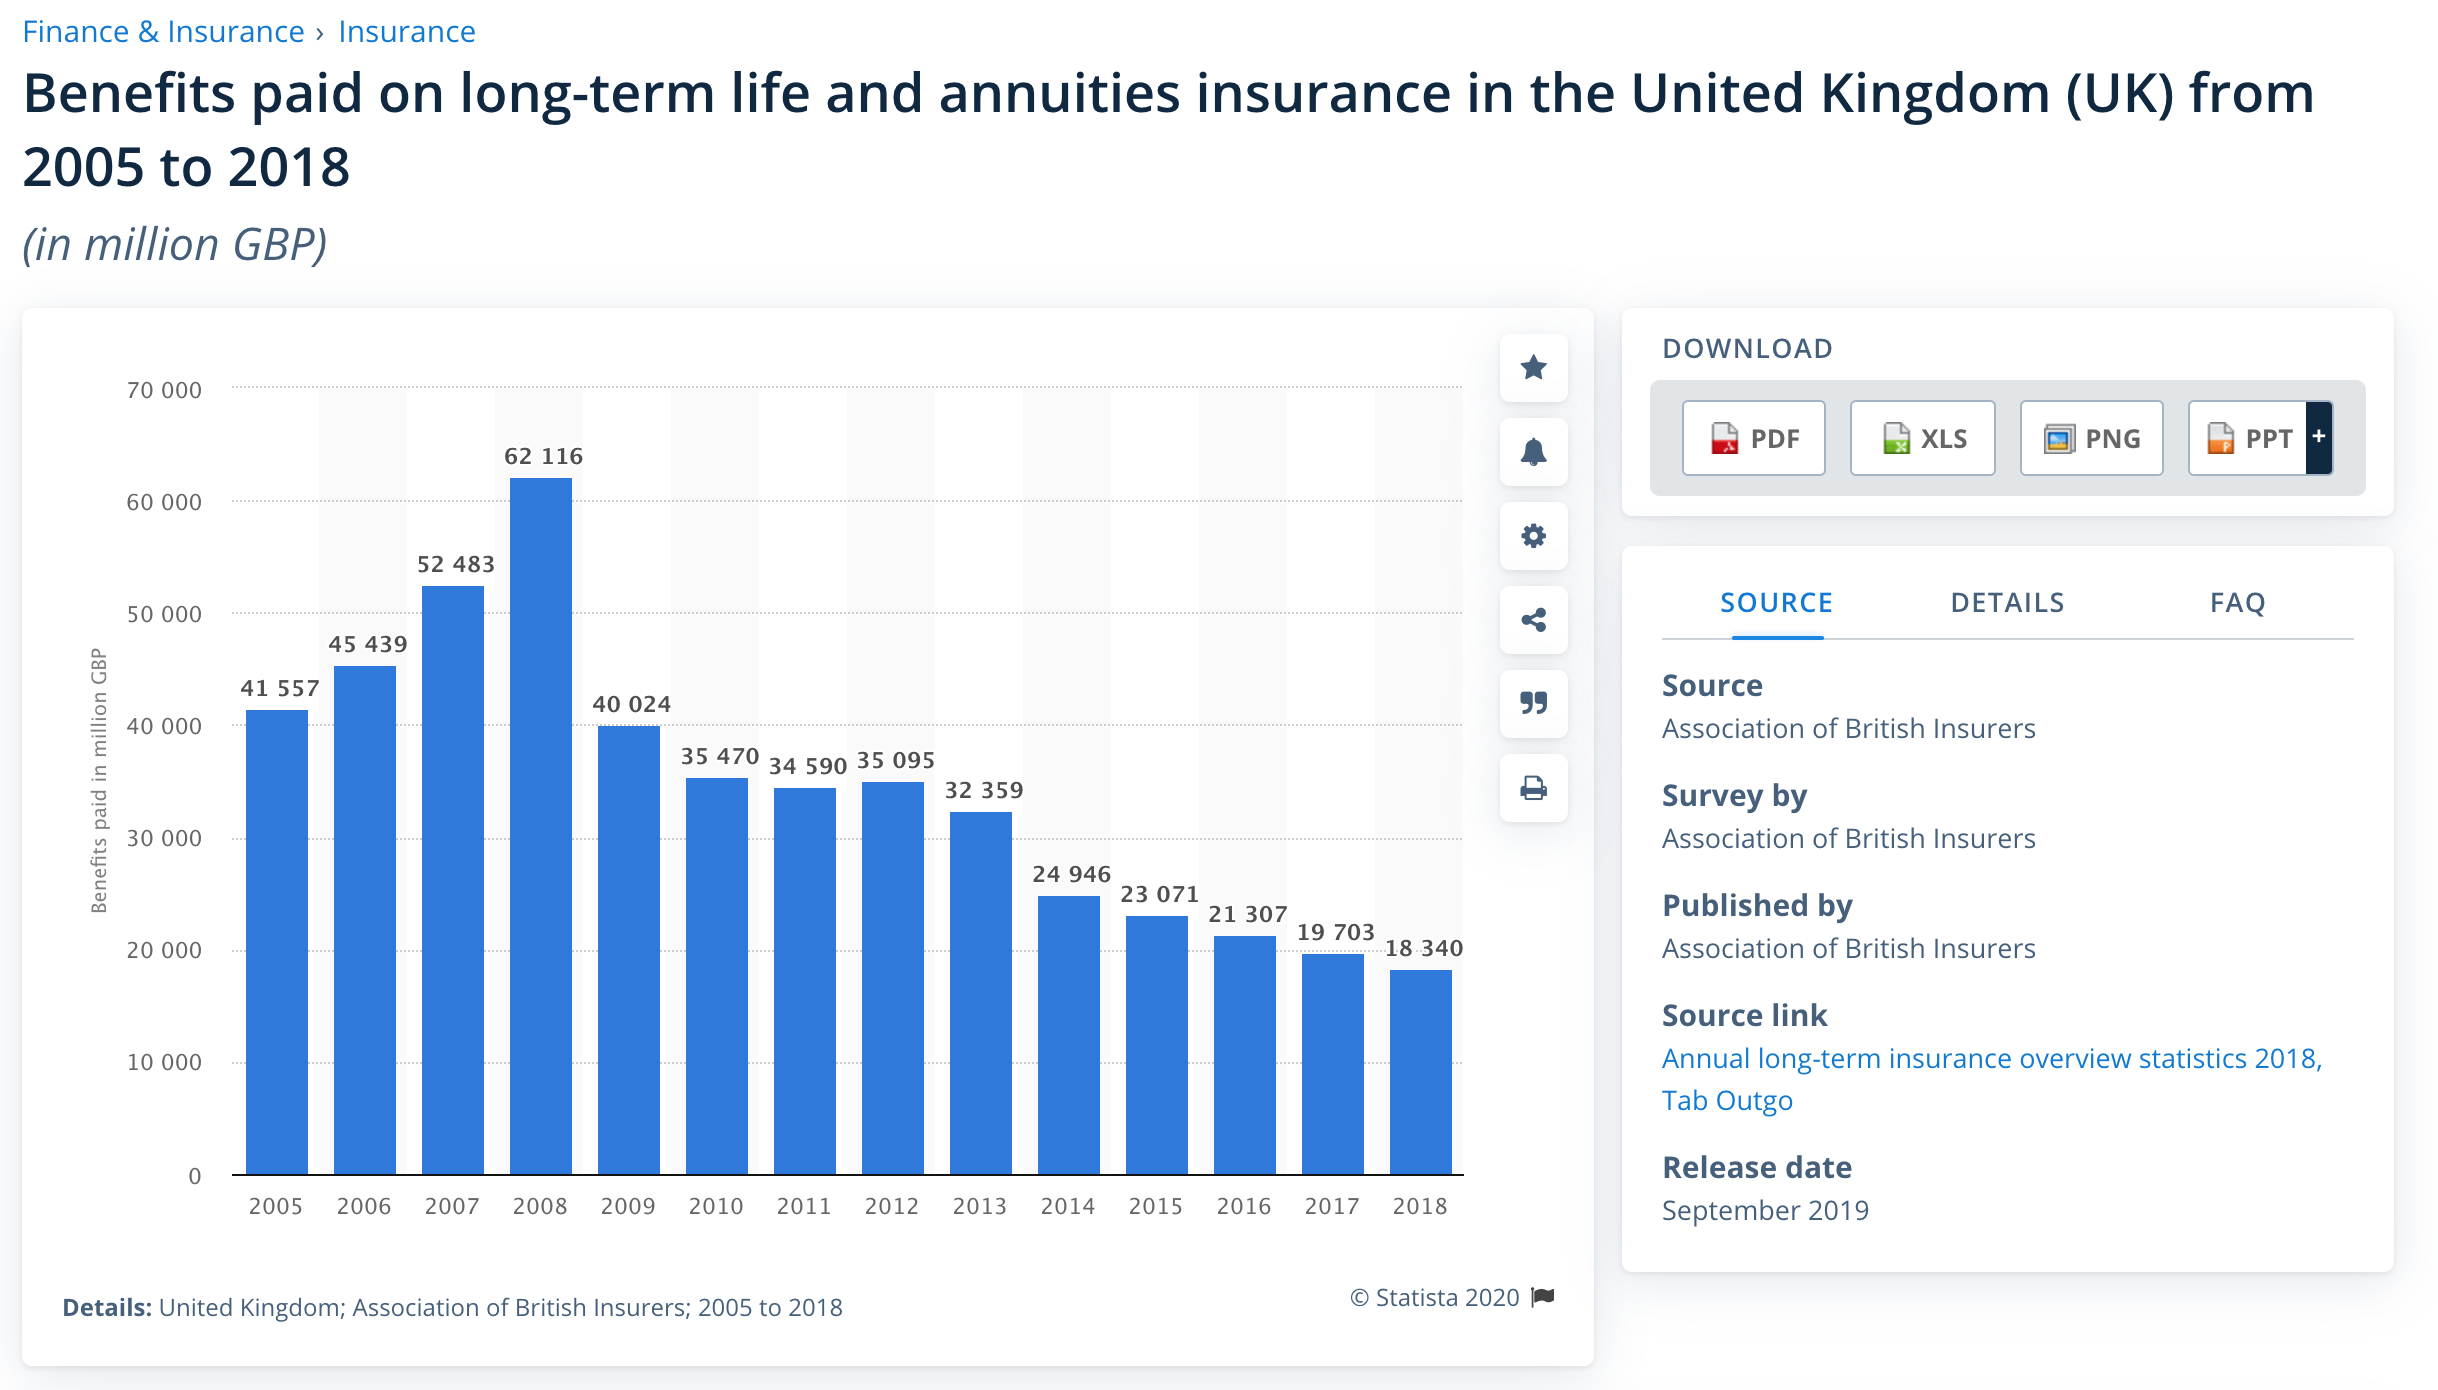 Finance & Insurance › Insurance
Benefits paid on long-term life and annuities insurance in the United Kingdom (UK) from
2005 to 2018
(in million GBP)
Benefits paid in million GBP
70 000
60 000
50 000
40 000
30 000
20 000
10 000
0
41 557
45 439
52 483
62 116
40 024
35 470
34 590
35 095
32 359
24 946
23 071
21 307
19 703
18 340
2005 2006 2007 2008 2009 2010 2011 2012 2013 2014 2015 2016 2017 2018
Details: United Kingdom; Association of British Insurers; 2005 to 2018
© Statista 2020
DOWNLOAD
PDF XLS PNG PPT +
SOURCE DETAILS FAQ
Source
Association of British Insurers
Survey by
Association of British Insurers
Published by
Association of British Insurers
Source link
Annual long-term insurance overview statistics 2018,
Tab Outgo
Release date
September 2019